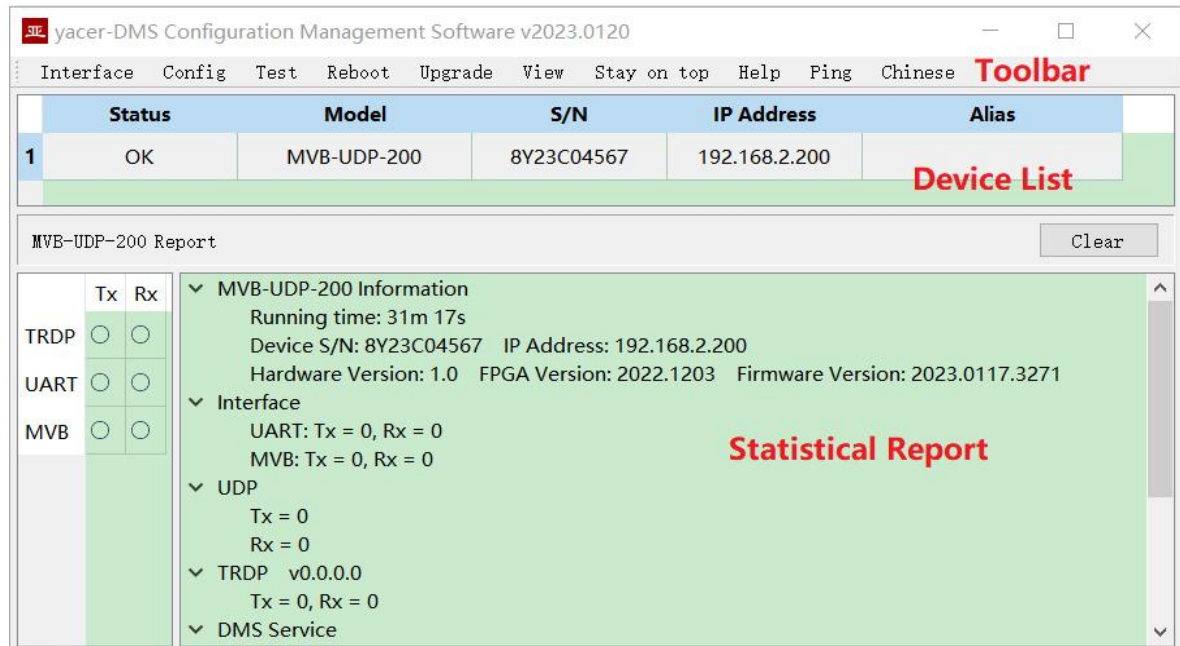 亚 yacer-DMS Configuration Management Software v2023.0120
Interface Config Test Reboot Upgrade View Stay on top Help Ping Chinese Toolbar
Status Model S/N IP Address Alias
1 OK MVB-UDP-200 8Y23C04567 192.168.2.200
Device List
MVB-UDP-200 Report Clear
Tx Rx
TRDP
UART
MVB
MVB-UDP-200 Information
Running time: 31m 17s
Device S/N: 8Y23C04567 IP Address: 192.168.2.200
Hardware Version: 1.0 FPGA Version: 2022.1203 Firmware Version: 2023.0117.3271
Interface
UART: Tx = 0, Rx = 0
MVB: Tx = 0, Rx = 0
Statistical Report
UDP
Tx = 0
Rx = 0
TRDP v0.0.0.0
Tx = 0, Rx = 0
DMS Service